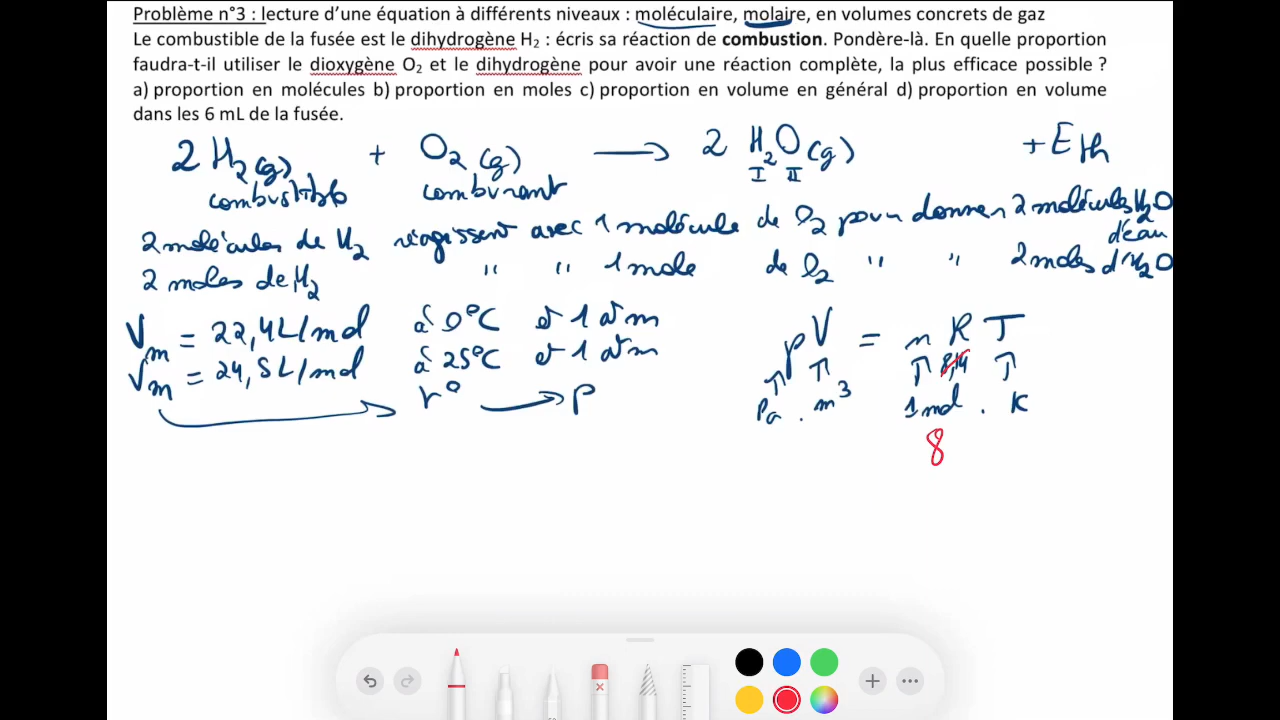 Problème n°3 : lecture d'une équation à différents niveaux : moléculaire, molaire, en volumes concrets de gaz
Le combustible de la fusée est le dihydrogène H₂ : écris sa réaction de combustion. Pondère-là. En quelle proportion
faudra-t-il utiliser le dioxygène O₂ et le dihydrogène pour avoir une réaction complète, la plus efficace possible ?
a) proportion en molécules b) proportion en moles c) proportion en volume en général d) proportion en volume
dans les 6 mL de la fusée.
2 H₂(g) + O₂(g) → 2 H₂O(g) + Eth
I II
combustible comburant
2 molécules de H₂ réagissent avec 1 molécule de O₂ pour donner 2 molécules H₂O
d'eau
2 moles de H₂ " " 1 mole de O₂ " " 2 moles d'H₂O
Vm = 22,4L/mol à 0°C et 1 atm
Vm = 24,5L/mol à 25°C et 1 atm
p V = n R T
8,14
→ t° → p
Pa . m³ 1 mol . K
8